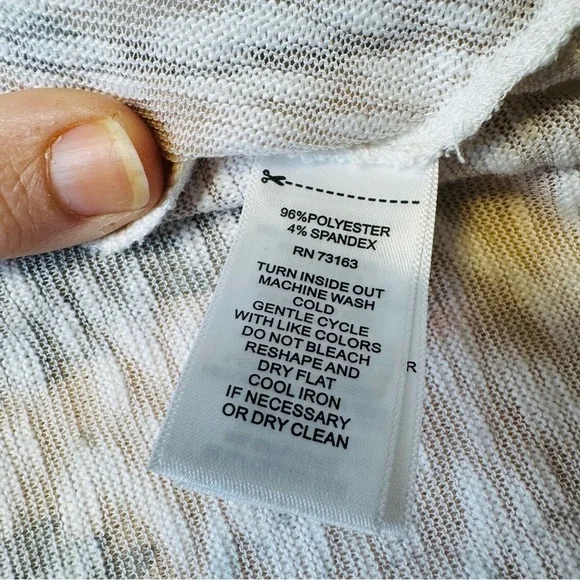 96%POLYESTER
4% SPANDEX
RN 73163
TURN INSIDE OUT
MACHINE WASH
COLD
GENTLE CYCLE
WITH LIKE COLORS
DO NOT BLEACH
RESHAPE AND
DRY FLAT
COOL IRON
IF NECESSARY
OR DRY CLEAN
R